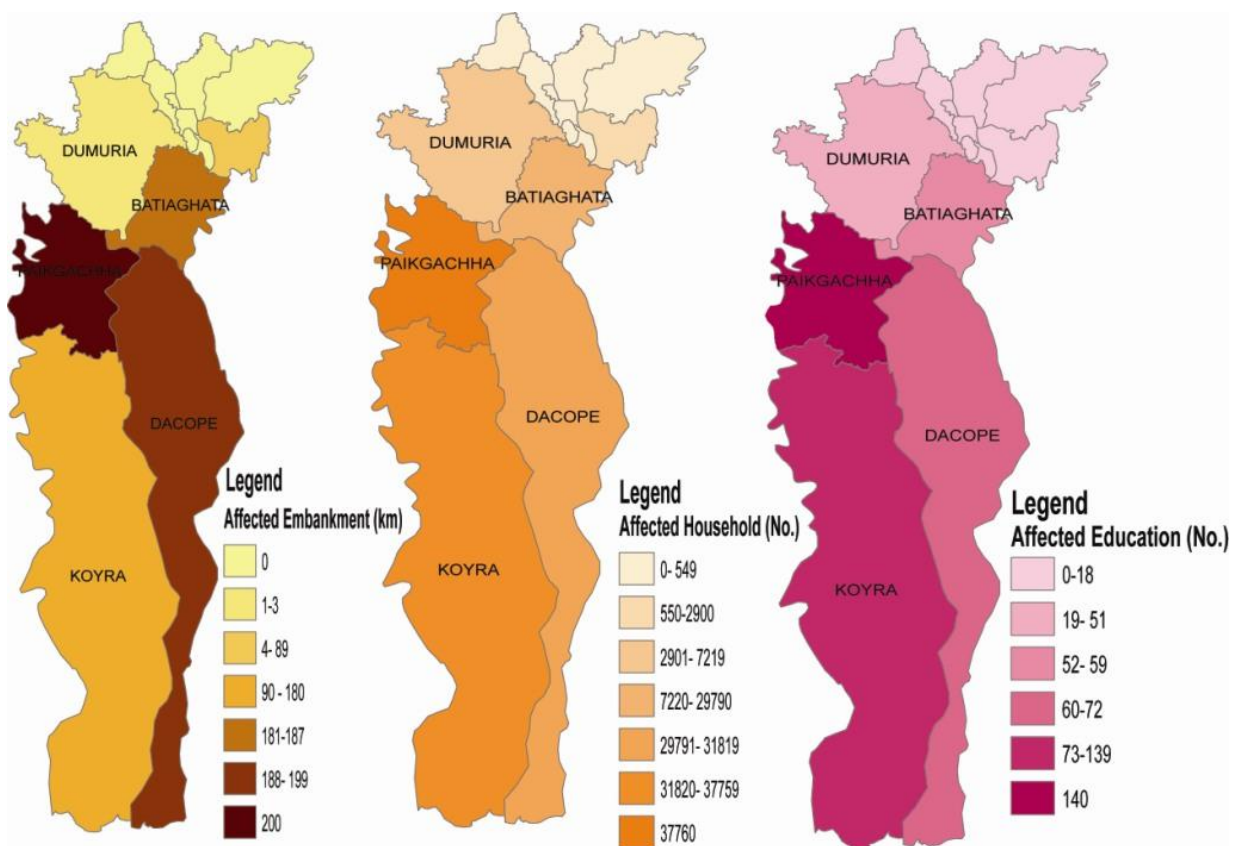 DUMURIA
BATIAGHATA
PAIKGACHHA
DACOPE
KOYRA
Legend
Affected Embankment (km)
0
1-3
4- 89
90 - 180
181-187
188- 199
200
DUMURIA
BATIAGHATA
PAIKGACHHA
DACOPE
KOYRA
Legend
Affected Household (No.)
0- 549
550-2900
2901- 7219
7220- 29790
29791- 31819
31820- 37759
37760
DUMURIA
BATIAGHATA
PAIKGACHHA
DACOPE
KOYRA
Legend
Affected Education (No.)
0-18
19- 51
52- 59
60-72
73-139
140